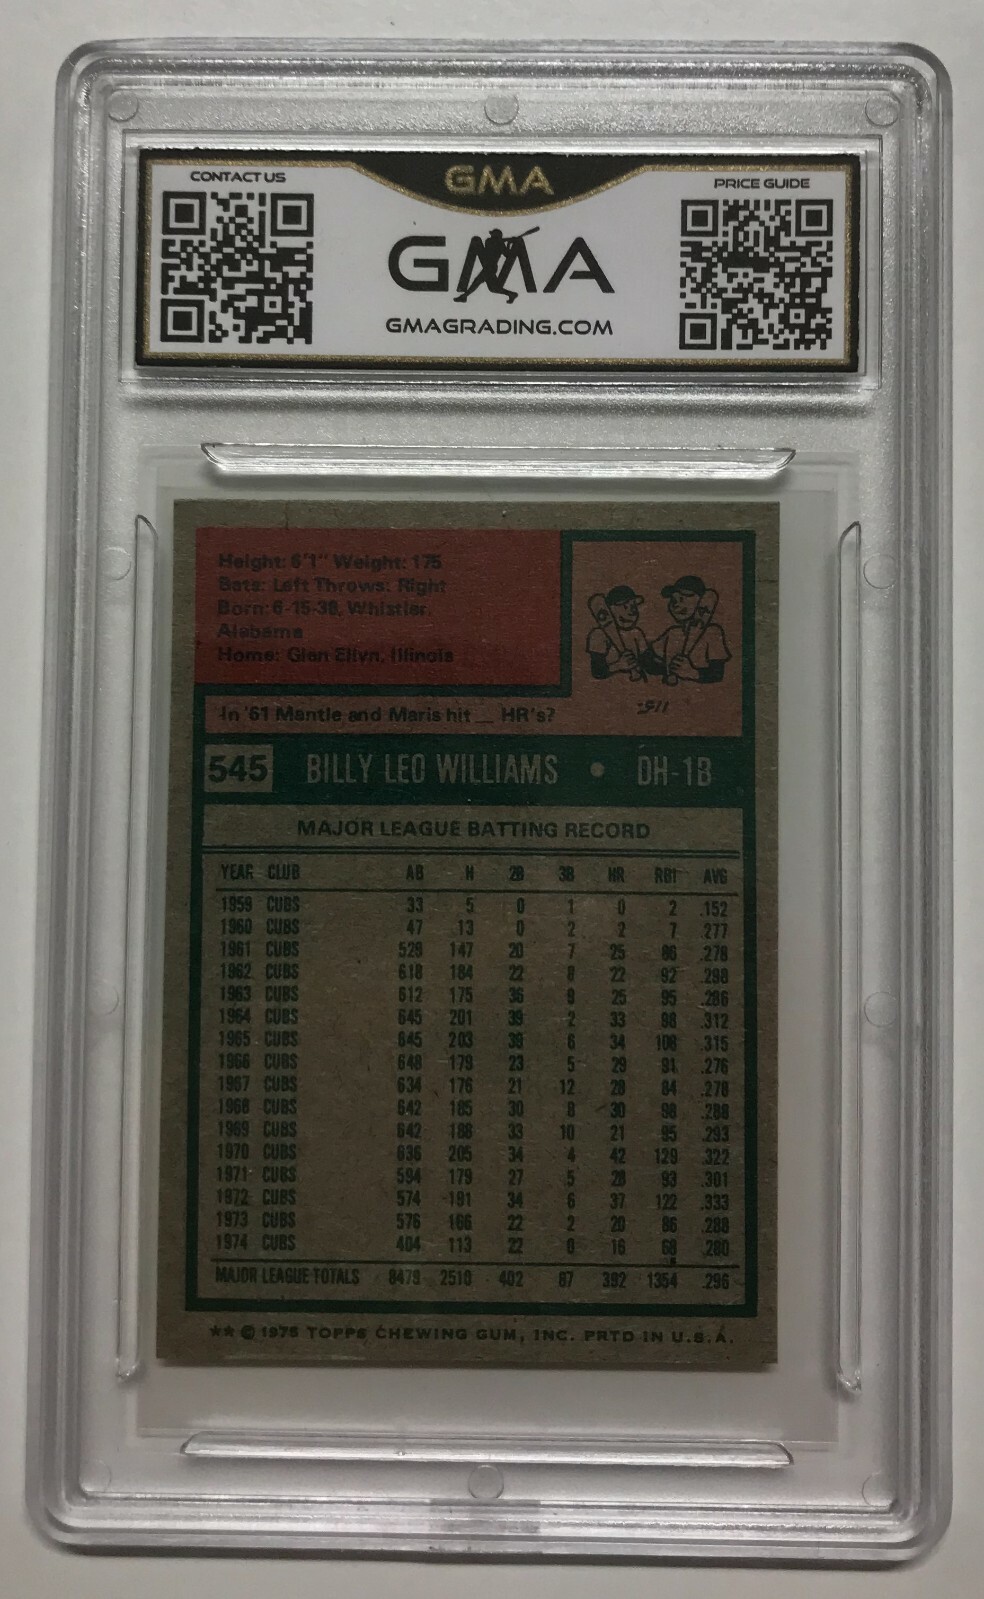 CONTACT US
GMA
PRICE GUIDE
GMA
GMAGRADING.COM
Height: 6'1" Weight: 175
Bats: Left Throws: Right
Born: 6-15-38, Whistler,
Alabama
Home: Glen Ellyn, Illinois
In '61 Mantle and Maris hit __ HR's?
545 BILLY LEO WILLIAMS • DH-1B
MAJOR LEAGUE BATTING RECORD
YEAR CLUB AB H 2B 3B HR RBI AVG
1959 CUBS 33 5 0 1 0 2 .152
1960 CUBS 47 13 0 2 2 7 .277
1961 CUBS 529 147 20 7 25 86 .278
1962 CUBS 618 184 22 8 22 92 .298
1963 CUBS 612 175 36 9 25 95 .286
1964 CUBS 645 201 39 2 33 98 .312
1965 CUBS 645 203 39 6 34 108 .315
1966 CUBS 648 179 23 5 29 91 .276
1967 CUBS 634 176 21 12 28 84 .278
1968 CUBS 642 185 30 8 30 98 .288
1969 CUBS 642 188 33 10 21 95 .293
1970 CUBS 636 205 34 4 42 129 .322
1971 CUBS 594 179 27 5 28 93 .301
1972 CUBS 574 191 34 6 37 122 .333
1973 CUBS 576 166 22 2 20 86 .288
1974 CUBS 404 113 22 0 16 68 .280
MAJOR LEAGUE TOTALS 8479 2510 402 87 392 1354 .296
** © 1975 TOPPS CHEWING GUM, INC. PRTD IN U.S.A.